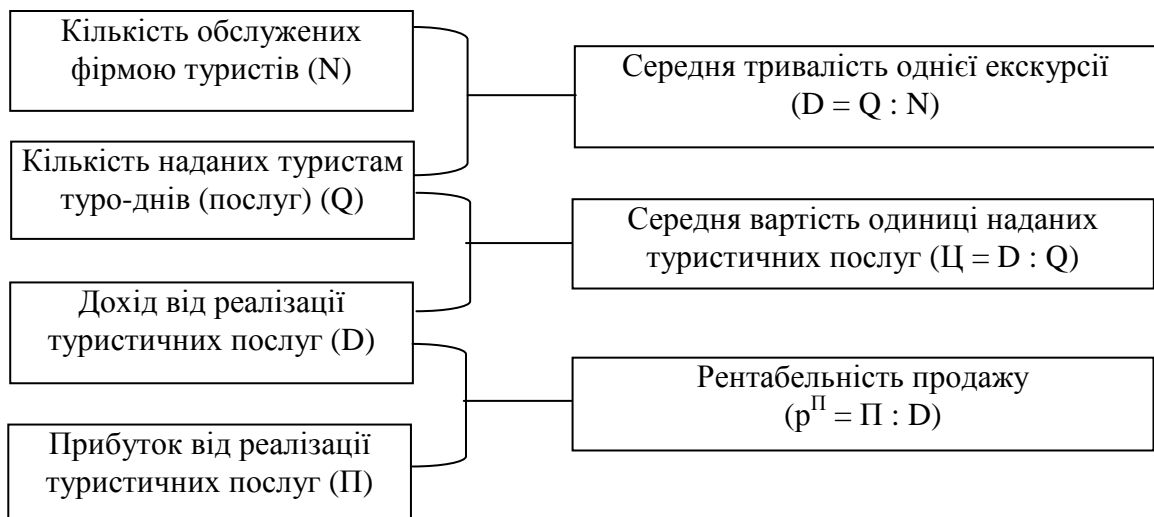 Кількість обслужених
фірмою туристів (N)
Середня тривалість однієї екскурсії
(D = Q : N)
Кількість наданих туристам
туро-днів (послуг) (Q)
Середня вартість одиниці наданих
туристичних послуг (Ц = D : Q)
Дохід від реалізації
туристичних послуг (D)
Рентабельність продажу
(р^П = П : D)
Прибуток від реалізації
туристичних послуг (П)